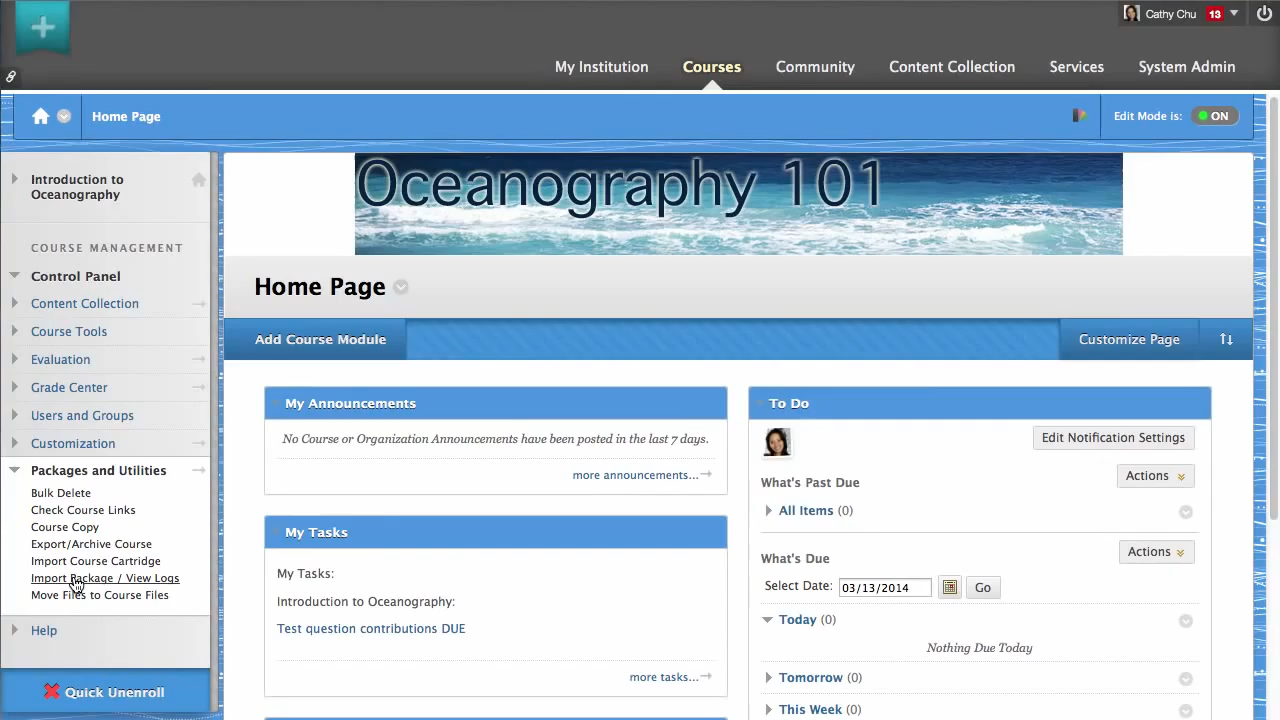 Cathy Chu 13
My Institution Courses Community Content Collection Services System Admin
Home Page Edit Mode is: ON
Introduction to
Oceanography
COURSE MANAGEMENT
Control Panel
Content Collection
Course Tools
Evaluation
Grade Center
Users and Groups
Customization
Packages and Utilities
Bulk Delete
Check Course Links
Course Copy
Export/Archive Course
Import Course Cartridge
Import Package / View Logs
Move Files to Course Files
Help
Quick Unenroll
Oceanography 101
Home Page
Add Course Module Customize Page
My Announcements
No Course or Organization Announcements have been posted in the last 7 days.
more announcements...
My Tasks
My Tasks:
Introduction to Oceanography:
Test question contributions DUE
more tasks...
To Do
Edit Notification Settings
Actions
What's Past Due
All Items (0)
Actions
What's Due
Select Date: 03/13/2014 Go
Today (0)
Nothing Due Today
Tomorrow (0)
This Week (0)